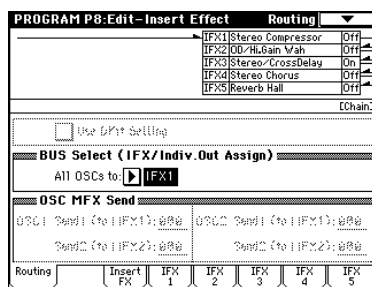 PROGRAM P8:Edit-Insert Effect Routing
IFX1 Stereo Compressor Off
IFX2 OD/Hi.Gain Wah Off
IFX3 Stereo/CrossDelay On
IFX4 Stereo Chorus Off
IFX5 Reverb Hall Off
[Chain]
Use DKit Setting
BUS Select (IFX/Indiv.Out Assign)
All OSCs to: IFX1
OSC MFX Send
OSC1 Send1 (to MFX1):000 OSC2 Send1 (to MFX1):000
Send2 (to MFX2):000 Send2 (to MFX2):000
Routing Insert FX IFX 1 IFX 2 IFX 3 IFX 4 IFX 5